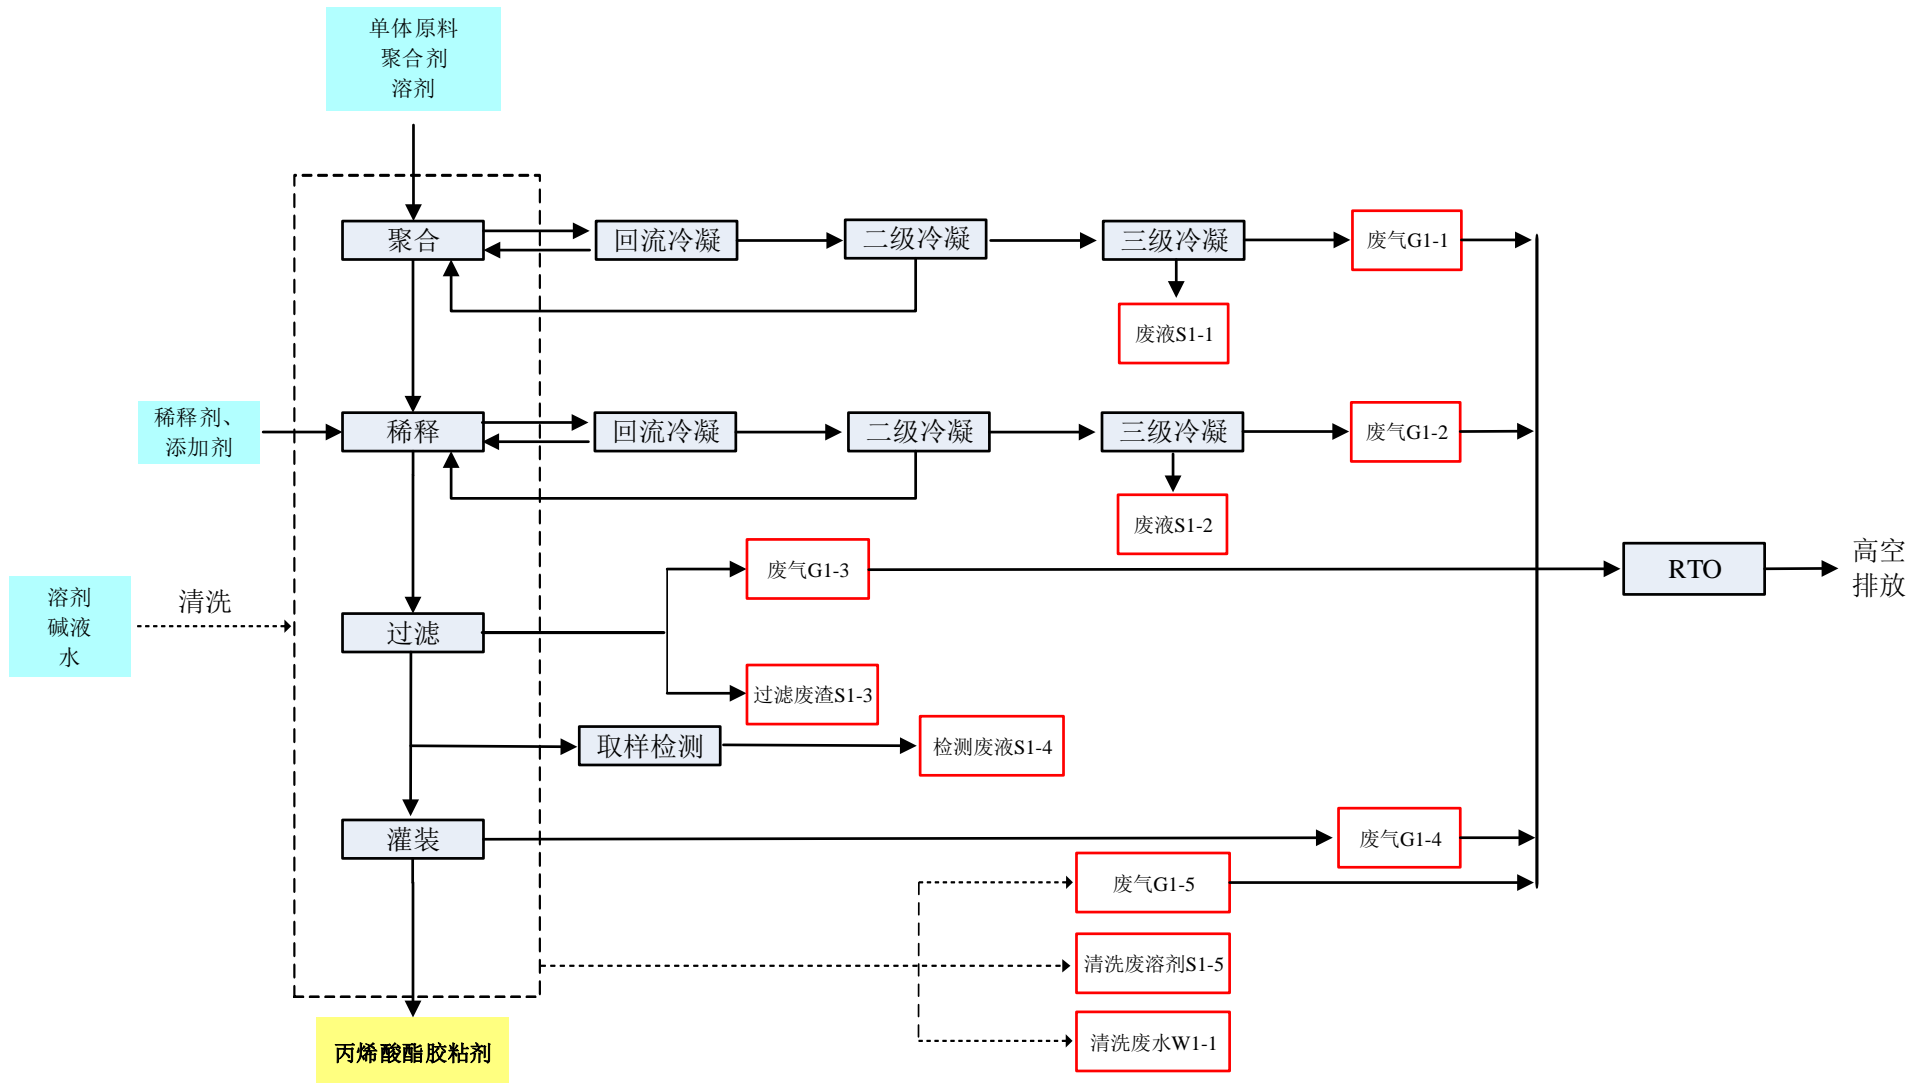 单体原料
聚合剂
溶剂
聚合
回流冷凝
二级冷凝
三级冷凝
废气G1-1
废液S1-1
稀释剂、
添加剂
稀释
回流冷凝
二级冷凝
三级冷凝
废气G1-2
废液S1-2
溶剂
碱液
水
清洗
废气G1-3
RTO
高空
排放
过滤
过滤废渣S1-3
取样检测
检测废液S1-4
灌装
废气G1-4
废气G1-5
清洗废溶剂S1-5
清洗废水W1-1
丙烯酸酯胶粘剂